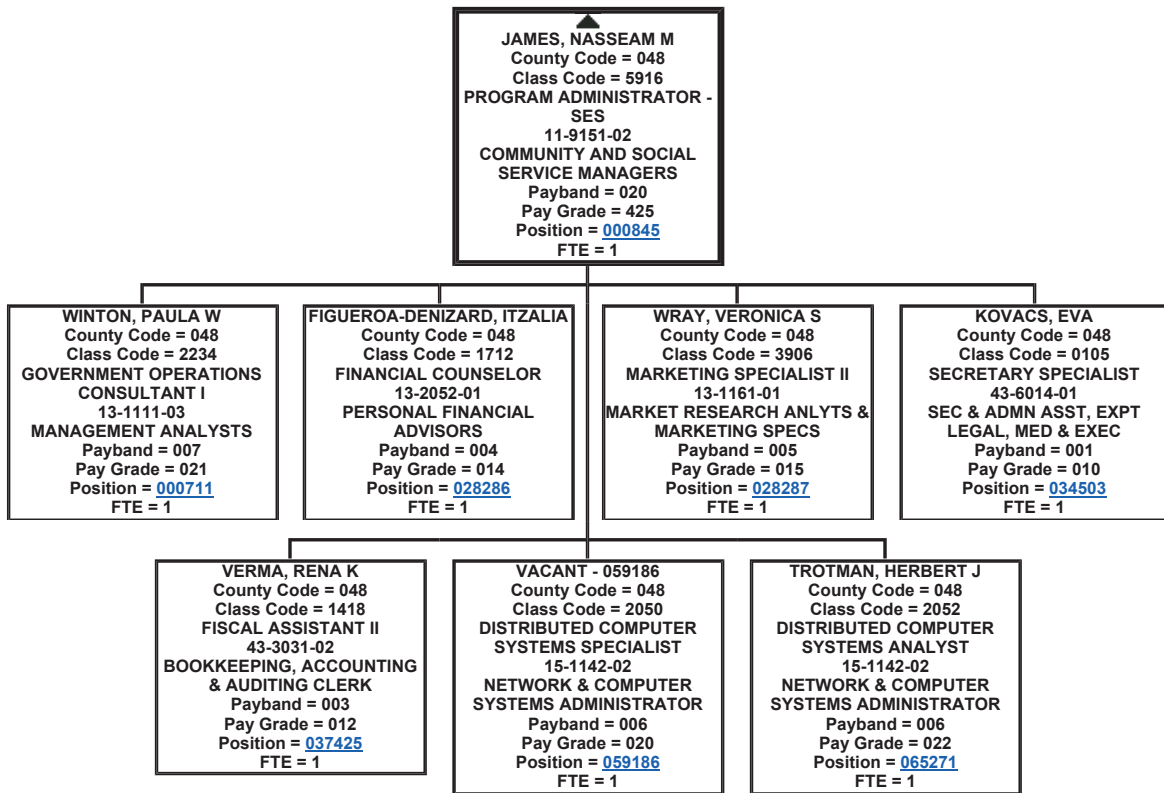 JAMES, NASSEAM M
County Code = 048
Class Code = 5916
PROGRAM ADMINISTRATOR -
SES
11-9151-02
COMMUNITY AND SOCIAL
SERVICE MANAGERS
Payband = 020
Pay Grade = 425
Position = 000845
FTE = 1
WINTON, PAULA W
County Code = 048
Class Code = 2234
GOVERNMENT OPERATIONS
CONSULTANT I
13-1111-03
MANAGEMENT ANALYSTS
Payband = 007
Pay Grade = 021
Position = 000711
FTE = 1
FIGUEROA-DENIZARD, ITZALIA
County Code = 048
Class Code = 1712
FINANCIAL COUNSELOR
13-2052-01
PERSONAL FINANCIAL
ADVISORS
Payband = 004
Pay Grade = 014
Position = 028286
FTE = 1
WRAY, VERONICA S
County Code = 048
Class Code = 3906
MARKETING SPECIALIST II
13-1161-01
MARKET RESEARCH ANLYTS &
MARKETING SPECS
Payband = 005
Pay Grade = 015
Position = 028287
FTE = 1
KOVACS, EVA
County Code = 048
Class Code = 0105
SECRETARY SPECIALIST
43-6014-01
SEC & ADMN ASST, EXPT
LEGAL, MED & EXEC
Payband = 001
Pay Grade = 010
Position = 034503
FTE = 1
VERMA, RENA K
County Code = 048
Class Code = 1418
FISCAL ASSISTANT II
43-3031-02
BOOKKEEPING, ACCOUNTING
& AUDITING CLERK
Payband = 003
Pay Grade = 012
Position = 037425
FTE = 1
VACANT - 059186
County Code = 048
Class Code = 2050
DISTRIBUTED COMPUTER
SYSTEMS SPECIALIST
15-1142-02
NETWORK & COMPUTER
SYSTEMS ADMINISTRATOR
Payband = 006
Pay Grade = 020
Position = 059186
FTE = 1
TROTMAN, HERBERT J
County Code = 048
Class Code = 2052
DISTRIBUTED COMPUTER
SYSTEMS ANALYST
15-1142-02
NETWORK & COMPUTER
SYSTEMS ADMINISTRATOR
Payband = 006
Pay Grade = 022
Position = 065271
FTE = 1